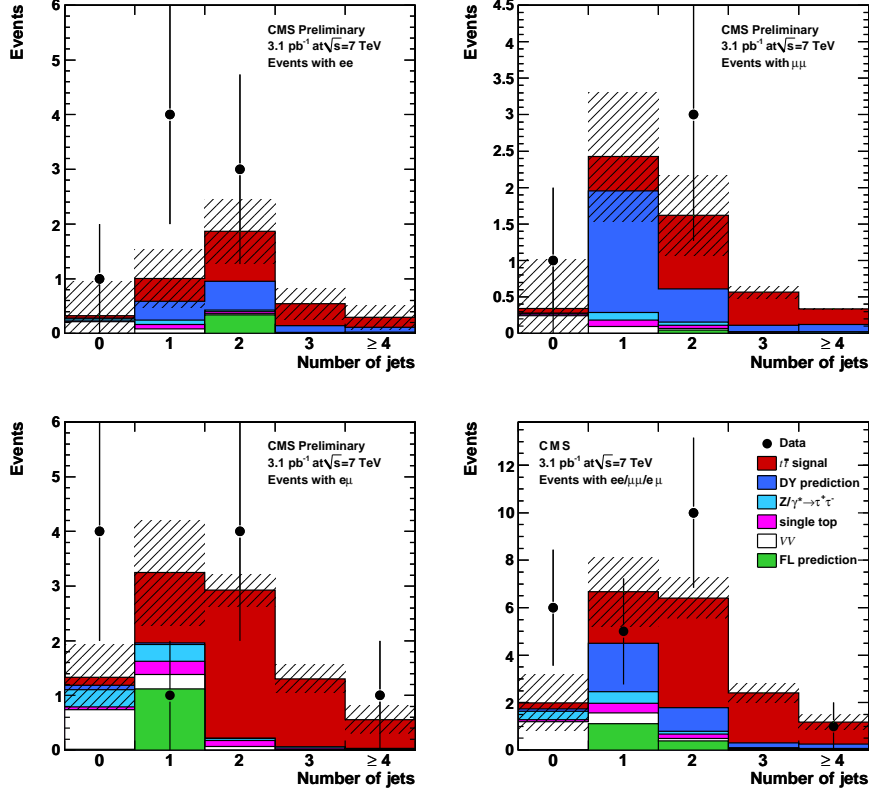 Events
6
5
4
3
2
1
0
CMS Preliminary
3.1 pb⁻¹ at √s=7 TeV
Events with ee
0 1 2 3 ≥ 4
Number of jets
Events
4.5
4
3.5
3
2.5
2
1.5
1
0.5
0
CMS Preliminary
3.1 pb⁻¹ at √s=7 TeV
Events with μμ
0 1 2 3 ≥ 4
Number of jets
Events
6
5
4
3
2
1
0
CMS Preliminary
3.1 pb⁻¹ at √s=7 TeV
Events with eμ
0 1 2 3 ≥ 4
Number of jets
Events
12
10
8
6
4
2
0
CMS
3.1 pb⁻¹ at √s=7 TeV
Events with ee/μμ/eμ
Data
tt̄ signal
DY prediction
Z/γ*→τ⁺τ⁻
single top
VV
FL prediction
0 1 2 3 ≥ 4
Number of jets